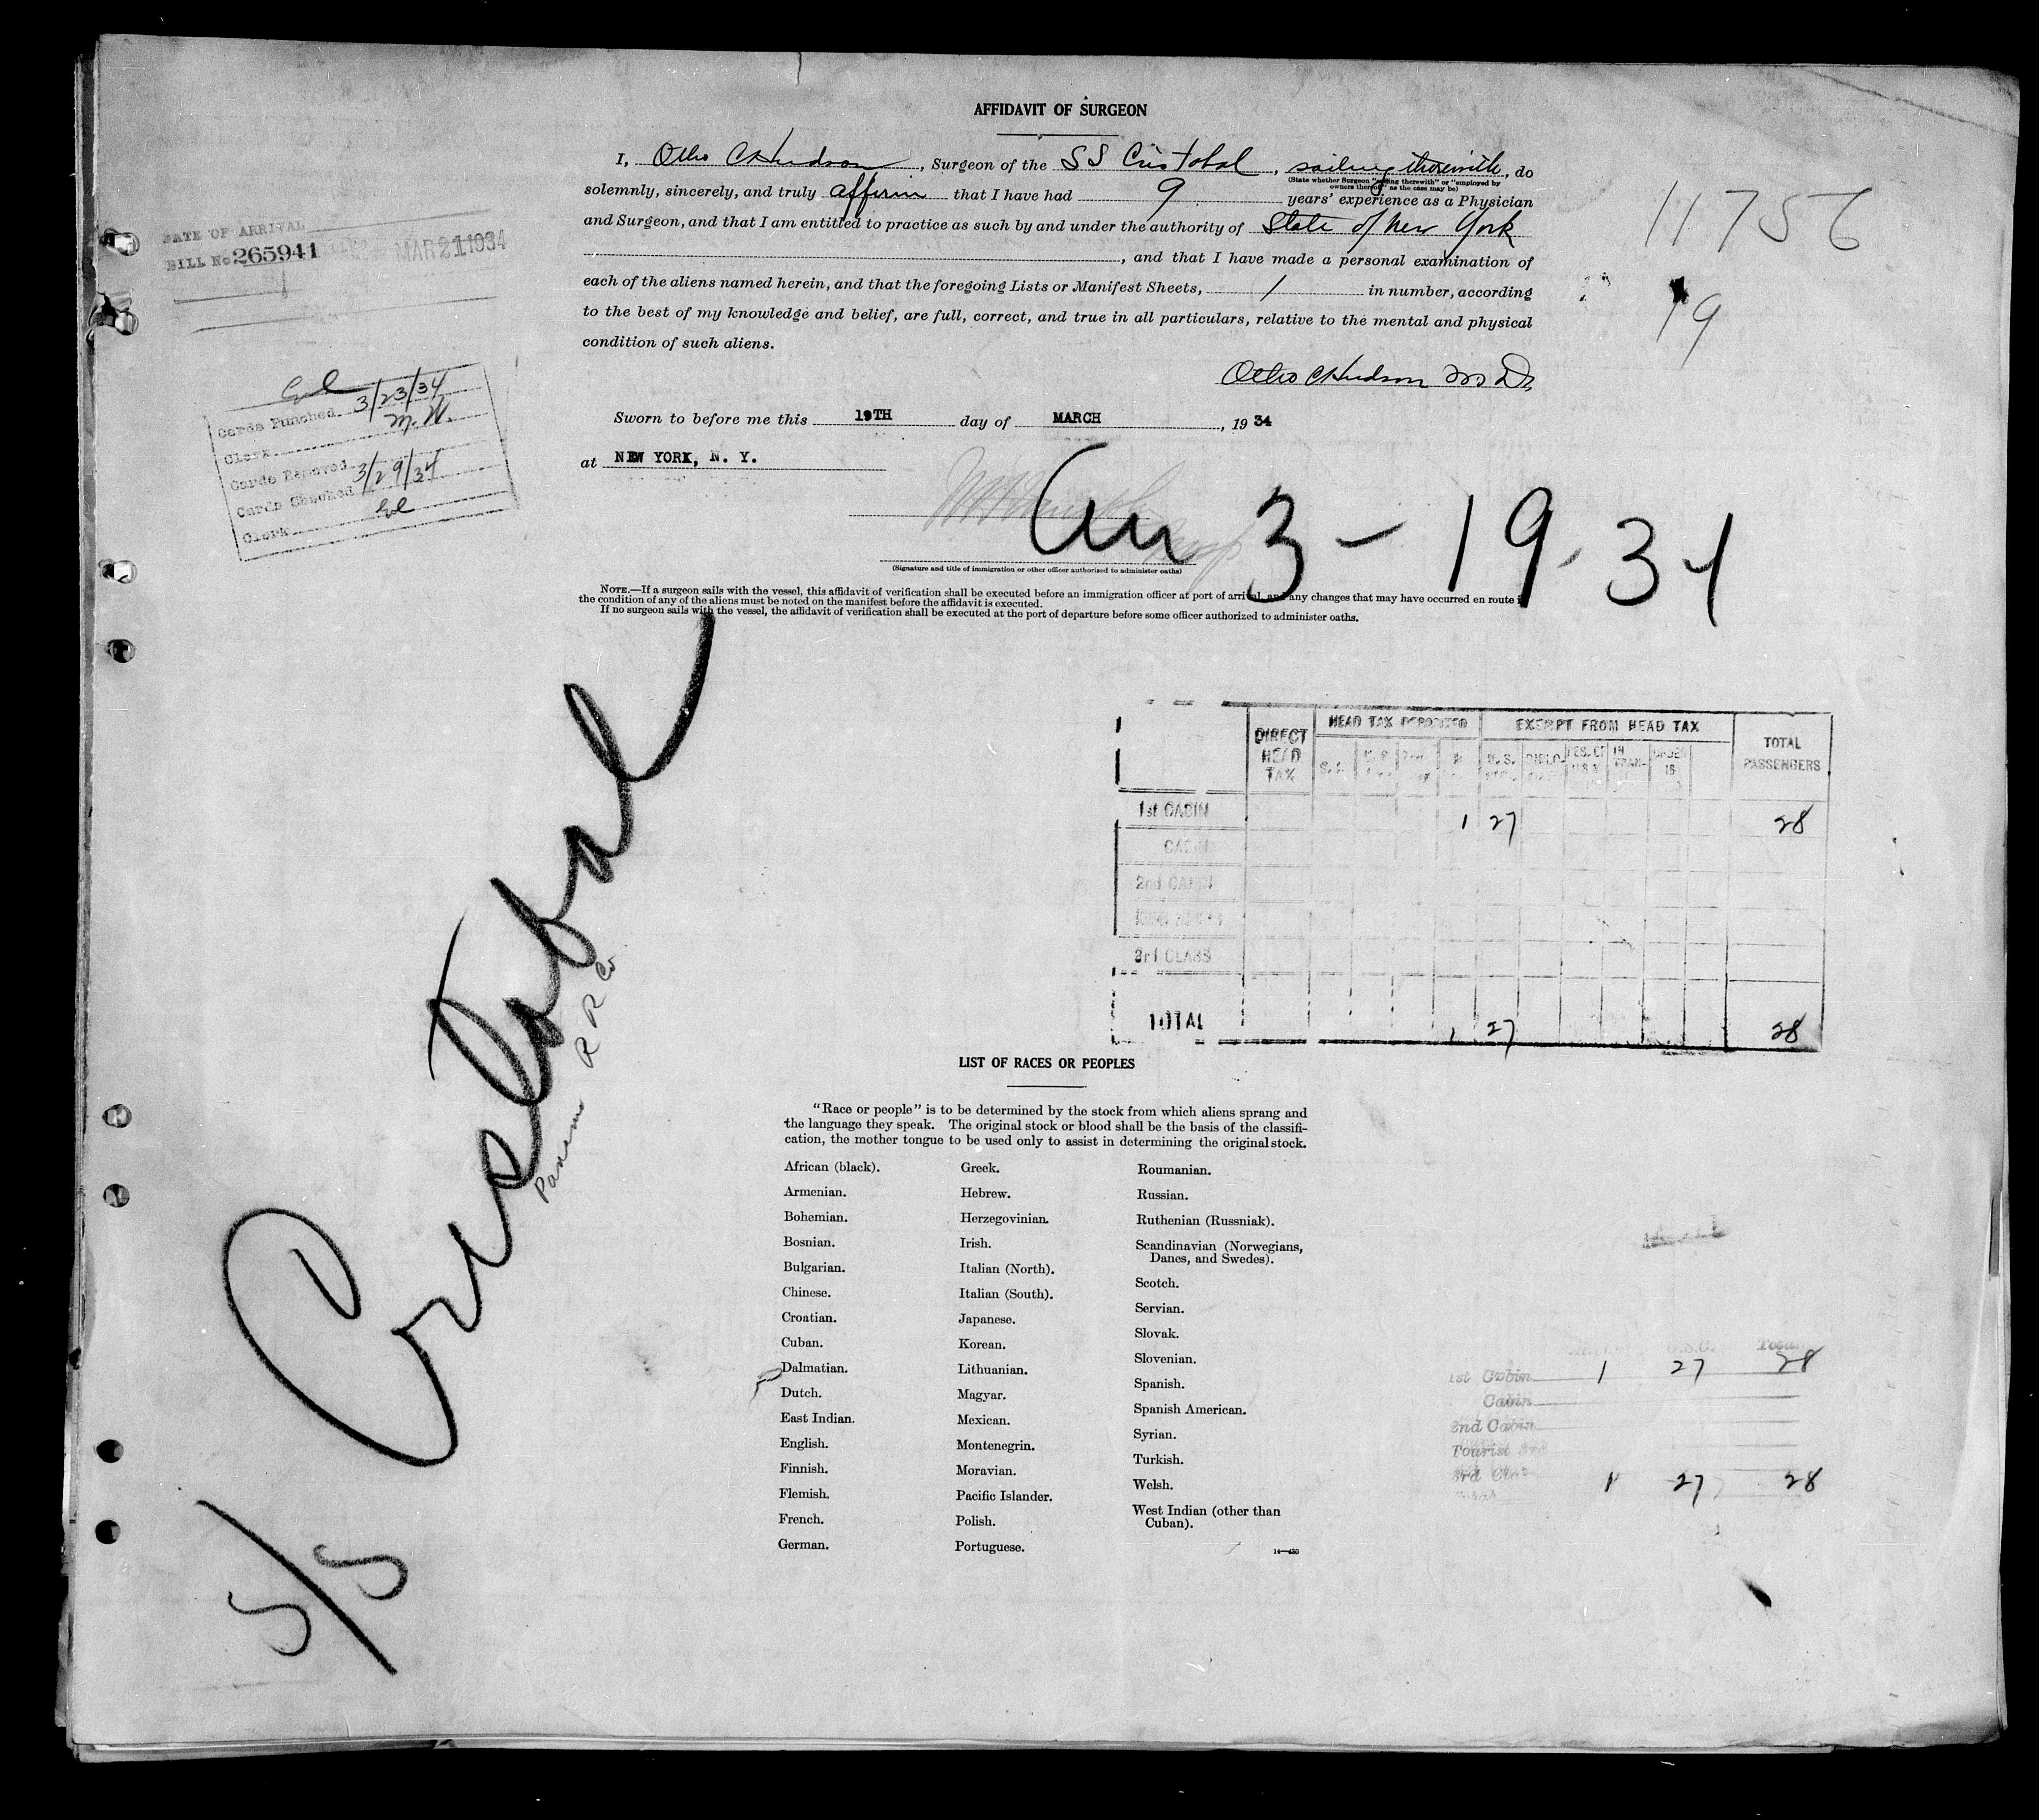 AFFIDAVIT OF SURGEON
I, Otho C Hudson, Surgeon of the SS Cristobal, sailing therewith, do
(State whether Surgeon "sailing therewith" or "employed by
owners thereof" as the case may be)
solemnly, sincerely, and truly affirm that I have had 9 years' experience as a Physician
and Surgeon, and that I am entitled to practice as such by and under the authority of State of New York
, and that I have made a personal examination of
each of the aliens named herein, and that the foregoing Lists or Manifest Sheets, 1 in number, according
to the best of my knowledge and belief, are full, correct, and true in all particulars, relative to the mental and physical
condition of such aliens.
Otho C Hudson M D.
Sworn to before me this 19TH day of MARCH, 19 34
at NEW YORK, N. Y.
(Signature and title of immigration or other officer authorized to administer oaths)
NOTE.—If a surgeon sails with the vessel, this affidavit of verification shall be executed before an immigration officer at port of arrival, and any changes that may have occurred en route in
the condition of any of the aliens must be noted on the manifest before the affidavit is executed.
If no surgeon sails with the vessel, the affidavit of verification shall be executed at the port of departure before some officer authorized to administer oaths.
11756
19
DATE OF ARRIVAL
BILL No 265941 MAR 21 1934
Cards Punched 3/23/34
Clerk M. W.
Cards Removed
Cards Checked 3/29/34
Clerk
3-19-34
S/S Cristobal
Panama R R Co
DIRECT HEAD TAX
HEAD TAX DEPOSITED
EXEMPT FROM HEAD TAX
TOTAL PASSENGERS
1st CABIN 1 27 28
CABIN
2nd CABIN
3rd CLASS
TOTAL 1 27 28
LIST OF RACES OR PEOPLES
"Race or people" is to be determined by the stock from which aliens sprang and
the language they speak. The original stock or blood shall be the basis of the classifi-
cation, the mother tongue to be used only to assist in determining the original stock.
African (black).
Armenian.
Bohemian.
Bosnian.
Bulgarian.
Chinese.
Croatian.
Cuban.
Dalmatian.
Dutch.
East Indian.
English.
Finnish.
Flemish.
French.
German.
Greek.
Hebrew.
Herzegovinian.
Irish.
Italian (North).
Italian (South).
Japanese.
Korean.
Lithuanian.
Magyar.
Mexican.
Montenegrin.
Moravian.
Pacific Islander.
Polish.
Portuguese.
Roumanian.
Russian.
Ruthenian (Russniak).
Scandinavian (Norwegians,
Danes, and Swedes).
Scotch.
Servian.
Slovak.
Slovenian.
Spanish.
Spanish American.
Syrian.
Turkish.
Welsh.
West Indian (other than
Cuban).
14—430
U.S.C. Total
1st Cabin 1 27 28
Cabin
2nd Cabin
Tourist 3rd
3rd 1 27 28